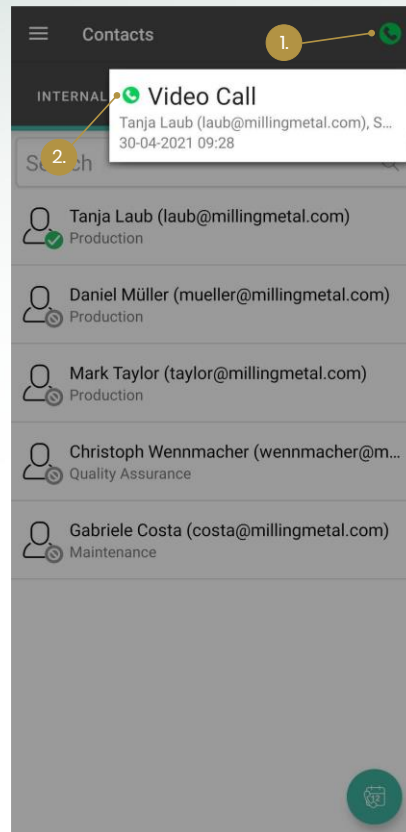 Contacts
1.
INTERNAL
Video Call
Tanja Laub (laub@millingmetal.com), S...
30-04-2021 09:28
2.
Tanja Laub (laub@millingmetal.com)
Production
Daniel Müller (mueller@millingmetal.com)
Production
Mark Taylor (taylor@millingmetal.com)
Production
Christoph Wennmacher (wennmacher@m...
Quality Assurance
Gabriele Costa (costa@millingmetal.com)
Maintenance
12